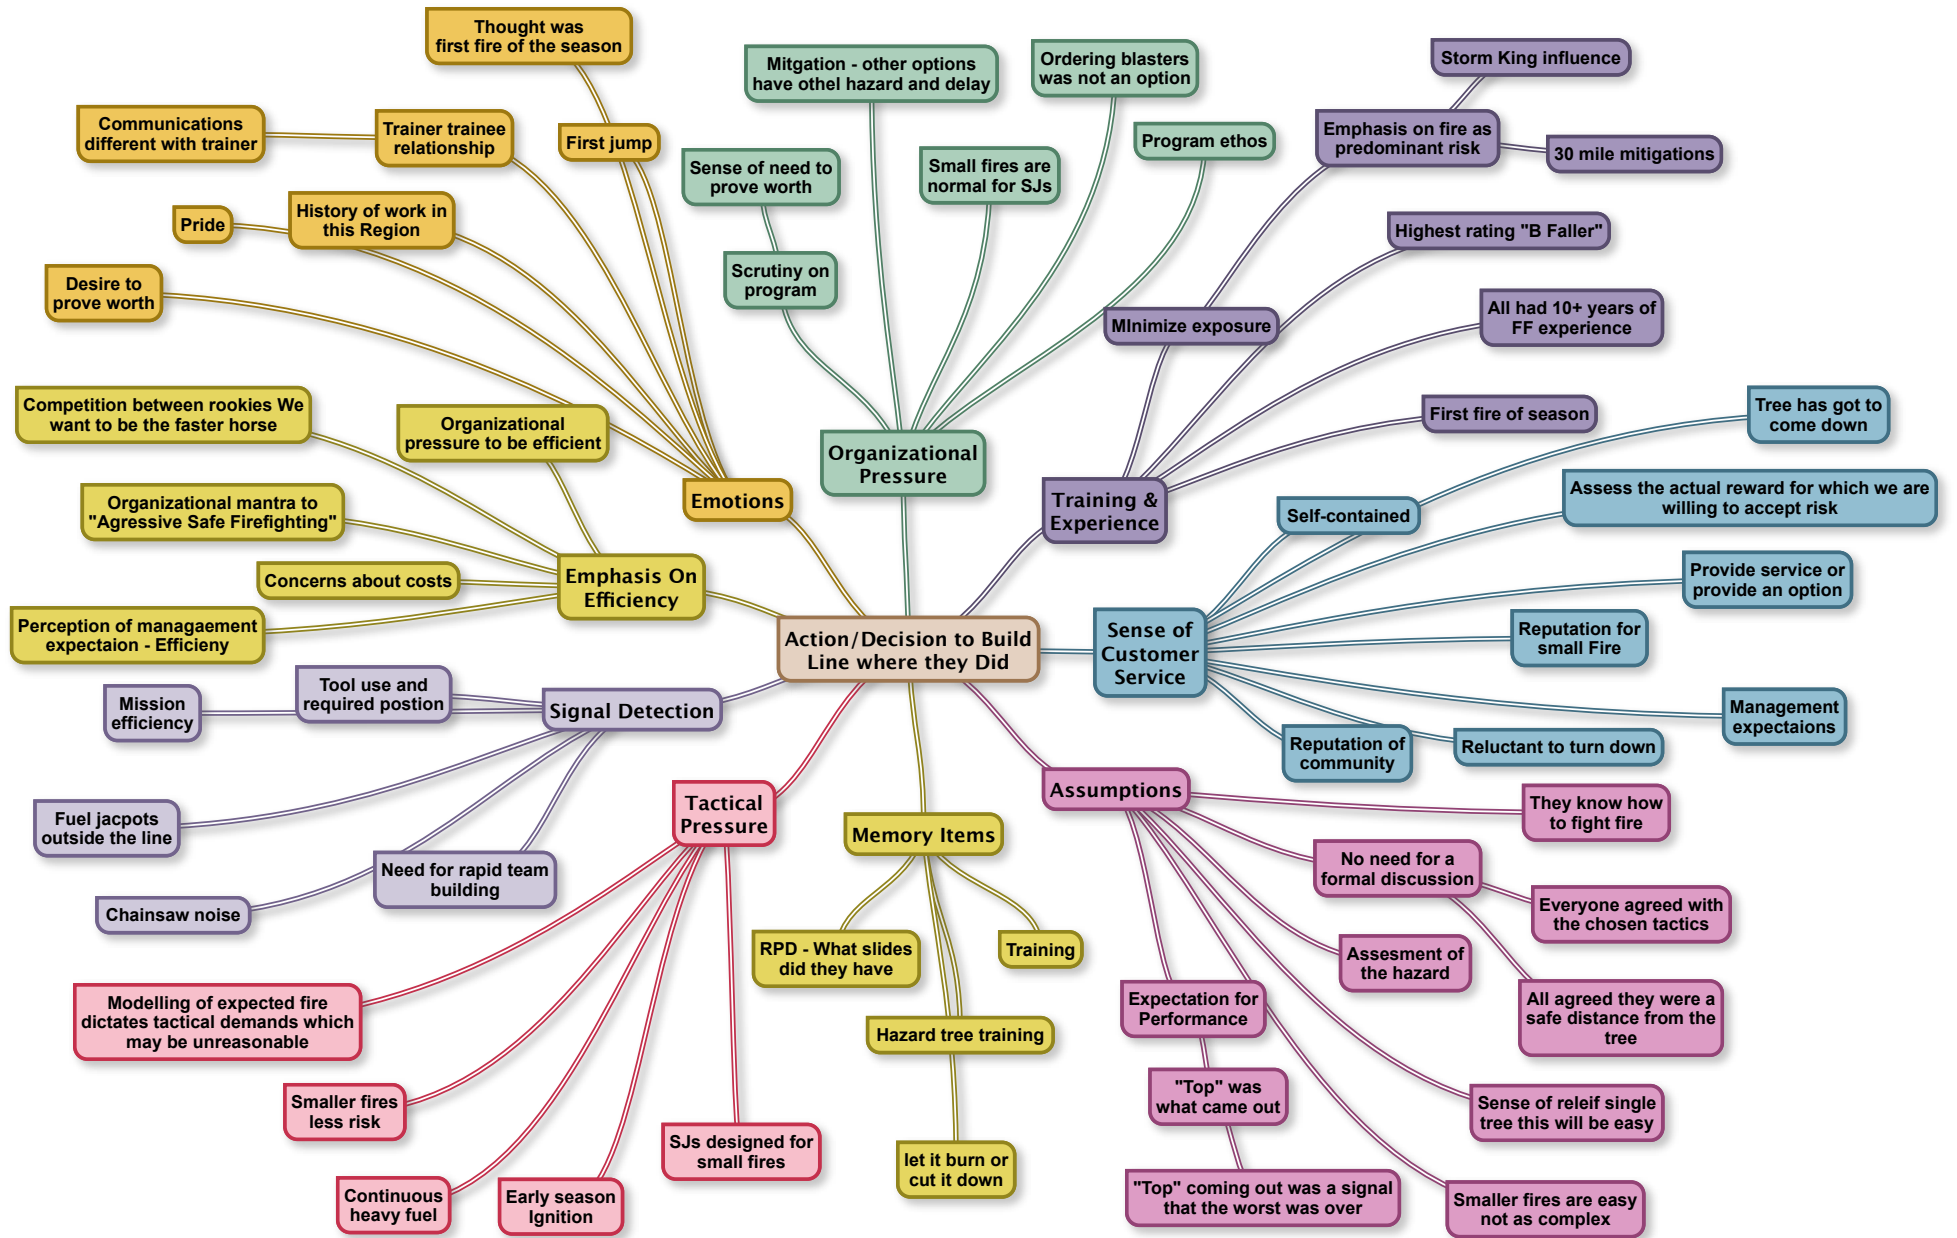 Thought was
first fire of the season
Communications
different with trainer
Trainer trainee
relationship
First jump
Pride
History of work in
this Region
Desire to
prove worth
Emotions
Mitgation - other options
have othel hazard and delay
Ordering blasters
was not an option
Sense of need to
prove worth
Small fires are
normal for SJs
Program ethos
Scrutiny on
program
Organizational
Pressure
Storm King influence
Emphasis on fire as
predominant risk
30 mile mitigations
Highest rating "B Faller"
MInimize exposure
All had 10+ years of
FF experience
First fire of season
Training &
Experience
Competition between rookies We
want to be the faster horse
Organizational
pressure to be efficient
Organizational mantra to
"Agressive Safe Firefighting"
Concerns about costs
Perception of managaement
expectaion - Efficieny
Emphasis On
Efficiency
Action/Decision to Build
Line where they Did
Tree has got to
come down
Self-contained
Assess the actual reward for which we are
willing to accept risk
Provide service or
provide an option
Reputation for
small Fire
Sense of
Customer
Service
Management
expectaions
Reputation of
community
Reluctant to turn down
Mission
efficiency
Tool use and
required postion
Signal Detection
Fuel jacpots
outside the line
Need for rapid team
building
Chainsaw noise
Tactical
Pressure
Modelling of expected fire
dictates tactical demands which
may be unreasonable
Smaller fires
less risk
Continuous
heavy fuel
Early season
Ignition
SJs designed for
small fires
Memory Items
RPD - What slides
did they have
Training
Hazard tree training
let it burn or
cut it down
Assumptions
They know how
to fight fire
No need for a
formal discussion
Everyone agreed with
the chosen tactics
Assesment of
the hazard
All agreed they were a
safe distance from the
tree
Expectation for
Performance
"Top" was
what came out
"Top" coming out was a signal
that the worst was over
Sense of releif single
tree this will be easy
Smaller fires are easy
not as complex